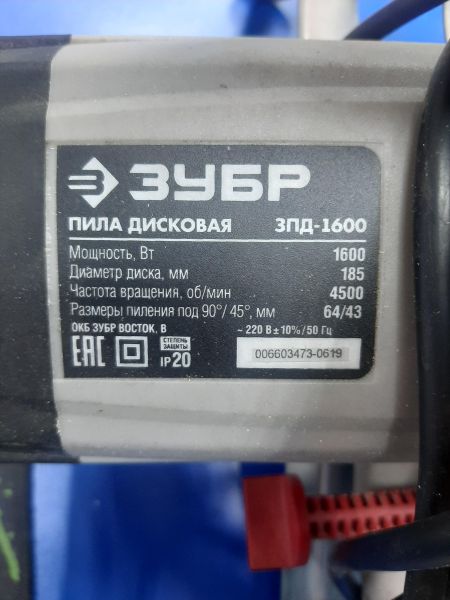 ЗУБР
ПИЛА ДИСКОВАЯ ЗПД-1600
Мощность, Вт 1600
Диаметр диска, мм 185
Частота вращения, об/мин 4500
Размеры пиления под 90°/ 45°, мм 64/43
ОКБ ЗУБР ВОСТОК, В ~ 220 В ± 10% / 50 Гц
ЕАС СТЕПЕНЬ ЗАЩИТЫ IP20 006603473-0619